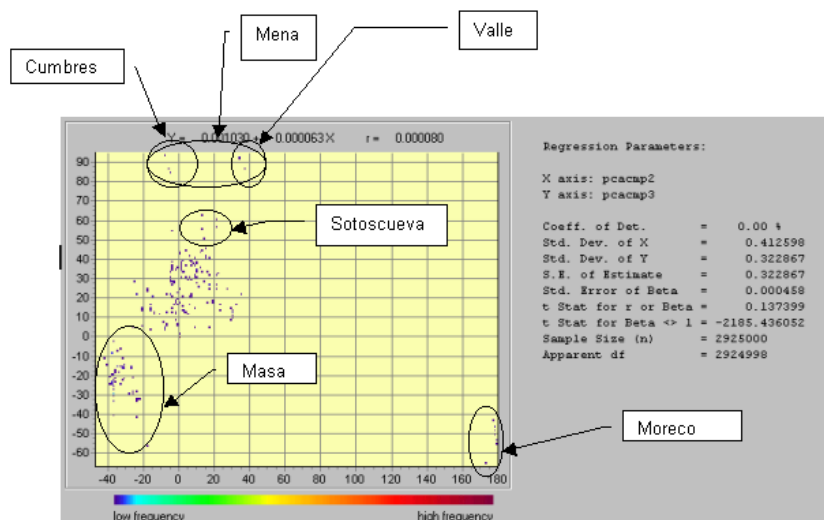 Mena
Valle
Cumbres
Y = 0.001030 + 0.000063 X r = 0.000080
90
80
70
60
50
40
30
20
10
0
-10
-20
-30
-40
-50
-60
-40 -20 0 20 40 60 80 100 120 140 160 180
Sotoscueva
Masa
Moreco
low frequency high frequency
Regression Parameters:
X axis: pcacmp2
Y axis: pcacmp3
Coeff. of Det. = 0.00 %
Std. Dev. of X = 0.412598
Std. Dev. of Y = 0.322867
S.E. of Estimate = 0.322867
Std. Error of Beta = 0.000458
t Stat for r or Beta = 0.137399
t Stat for Beta <> 1 = -2185.436052
Sample Size (n) = 2925000
Apparent df = 2924998